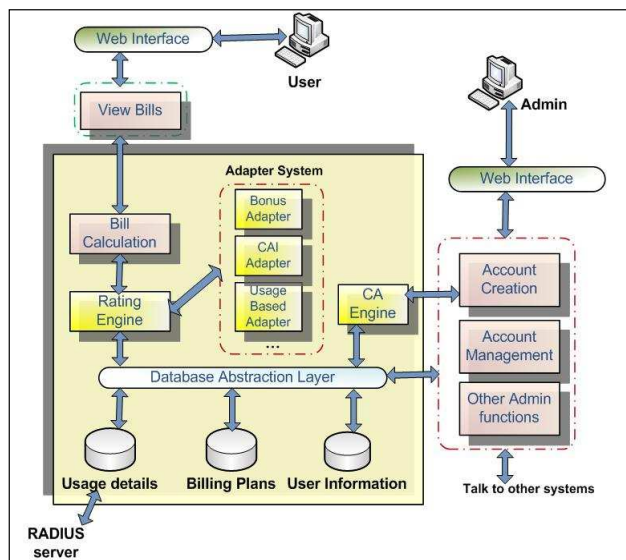 Web Interface
User
View Bills
Admin
Web Interface
Adapter System
Bonus
Adapter
CAI
Adapter
Usage
Based
Adapter
...
Bill
Calculation
Rating
Engine
CA
Engine
Account
Creation
Account
Management
Other Admin
functions
Database Abstraction Layer
Usage details
Billing Plans
User Information
Talk to other systems
RADIUS
server